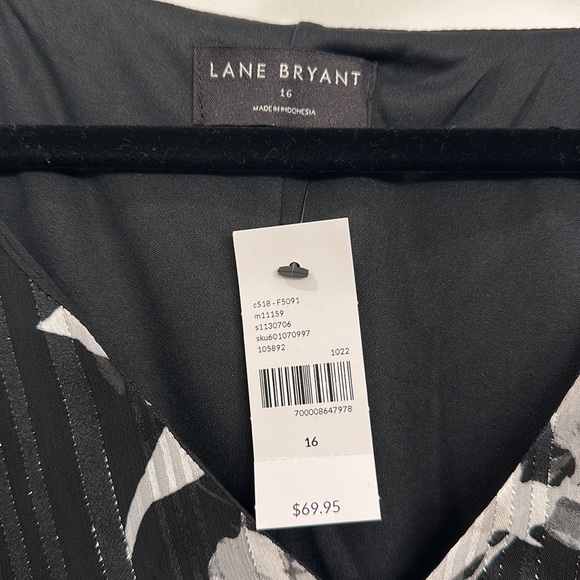 LANE BRYANT
16
MADE IN INDONESIA
c518 - F5091
m11159
s1130706
sku601070997
105892 1022
700008647978
16
$69.95